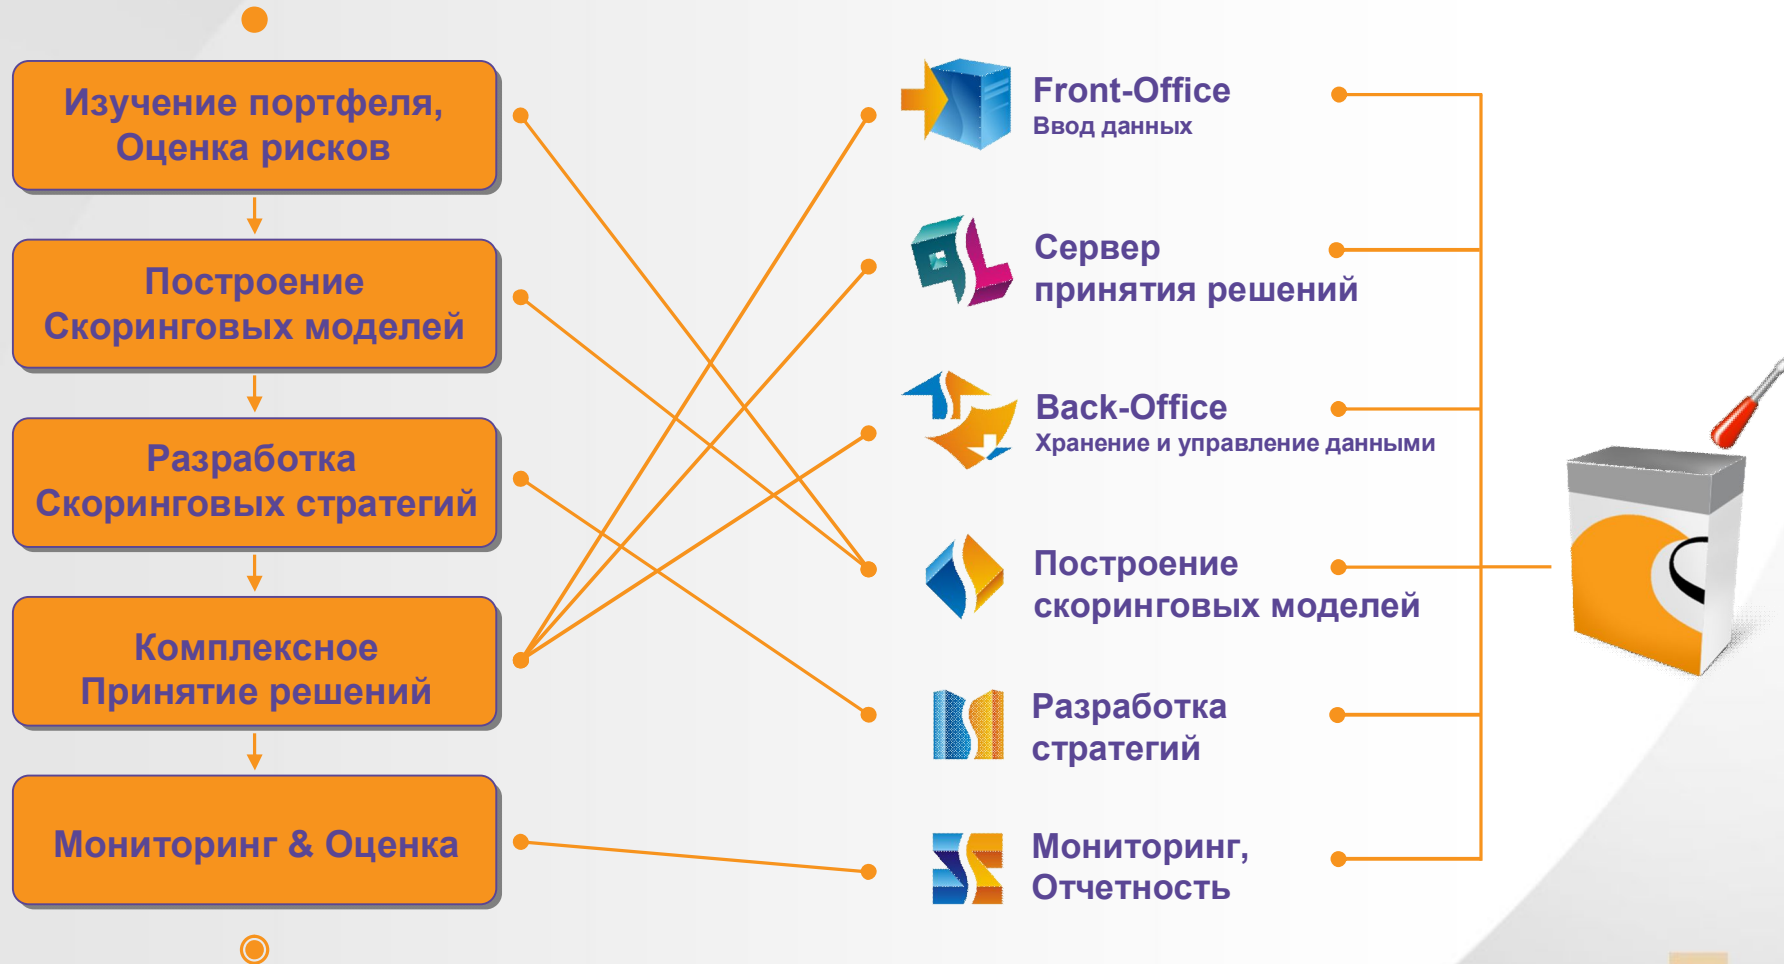 Изучение портфеля,
Оценка рисков
Построение
Скоринговых моделей
Разработка
Скоринговых стратегий
Комплексное
Принятие решений
Мониторинг & Оценка
Front-Office
Ввод данных
Сервер
принятия решений
Back-Office
Хранение и управление данными
Построение
скоринговых моделей
Разработка
стратегий
Мониторинг,
Отчетность